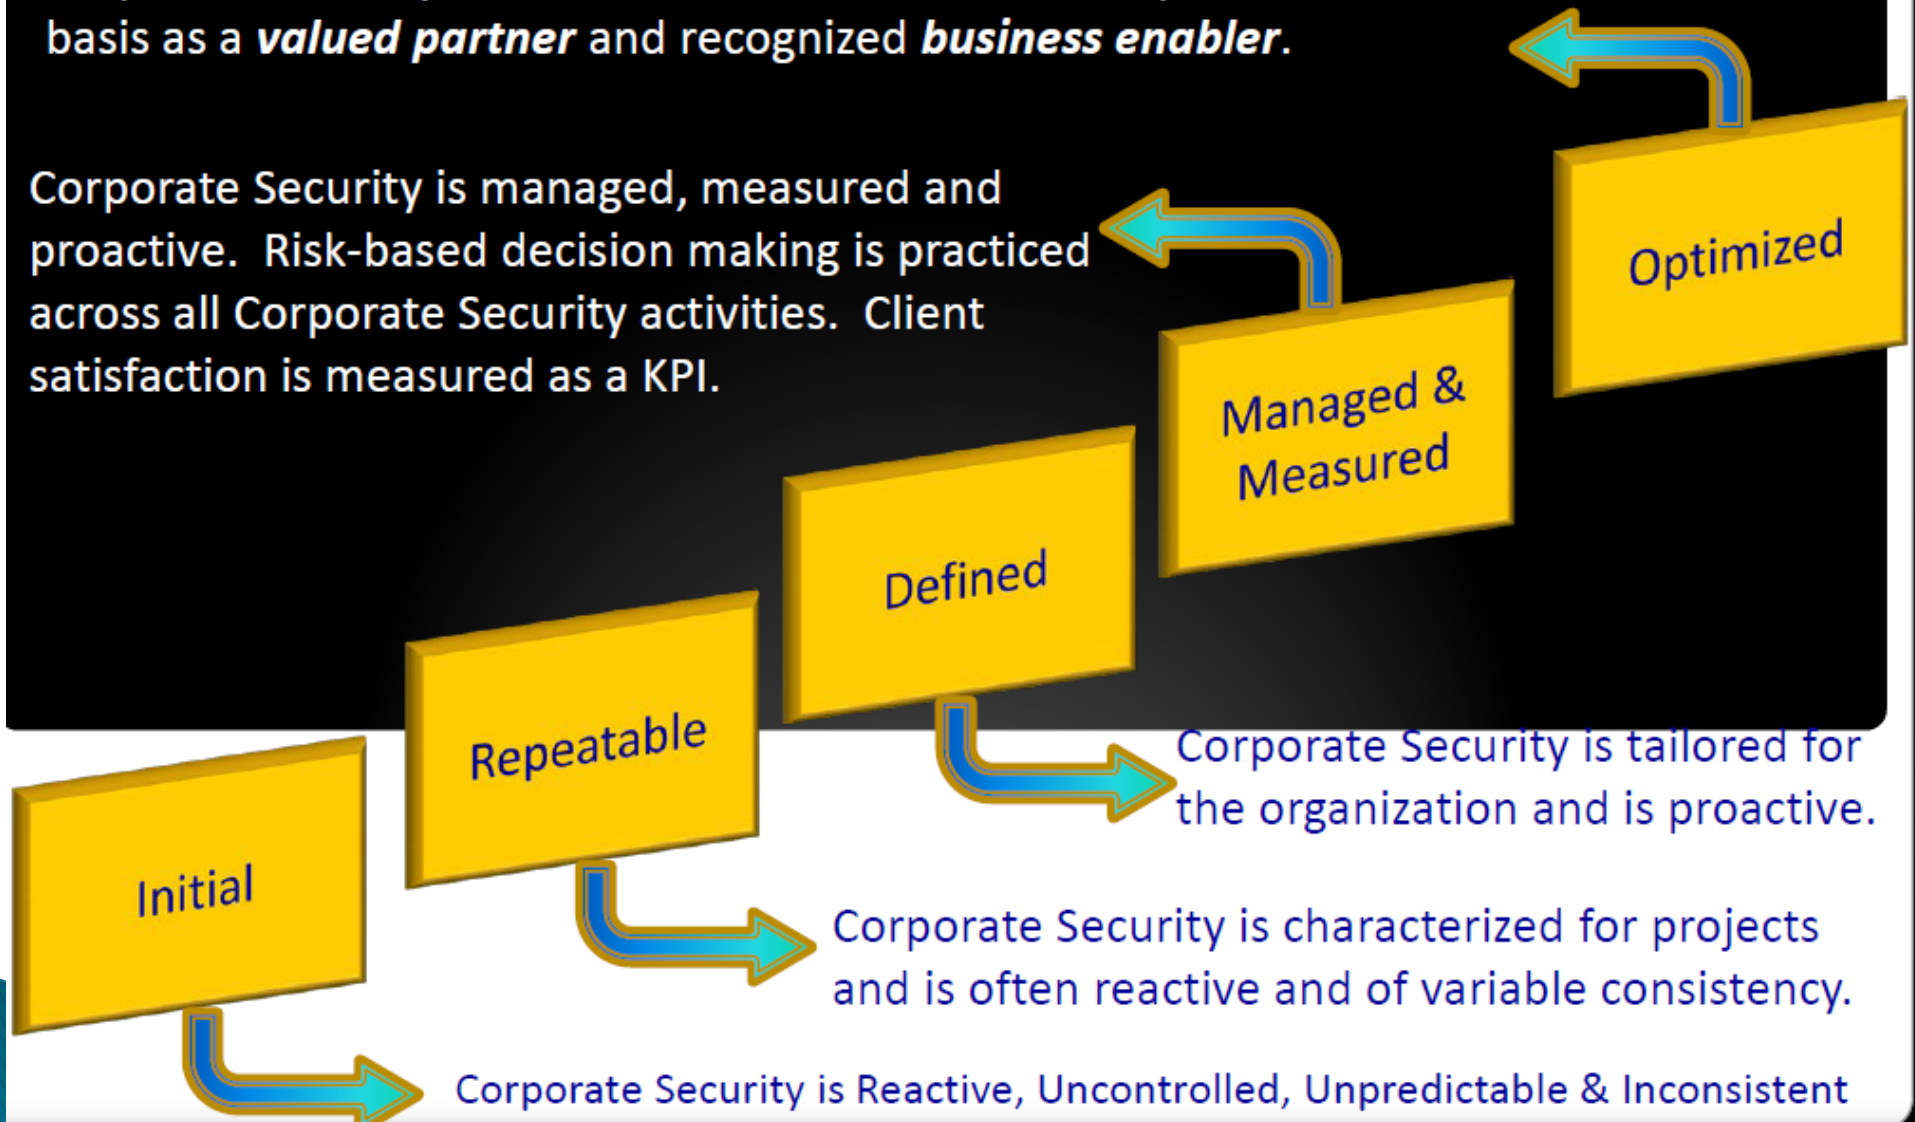 basis as a valued partner and recognized business enabler.
Corporate Security is managed, measured and
proactive. Risk-based decision making is practiced
across all Corporate Security activities. Client
satisfaction is measured as a KPI.
Optimized
Managed &
Measured
Defined
Repeatable
Initial
Corporate Security is tailored for
the organization and is proactive.
Corporate Security is characterized for projects
and is often reactive and of variable consistency.
Corporate Security is Reactive, Uncontrolled, Unpredictable & Inconsistent